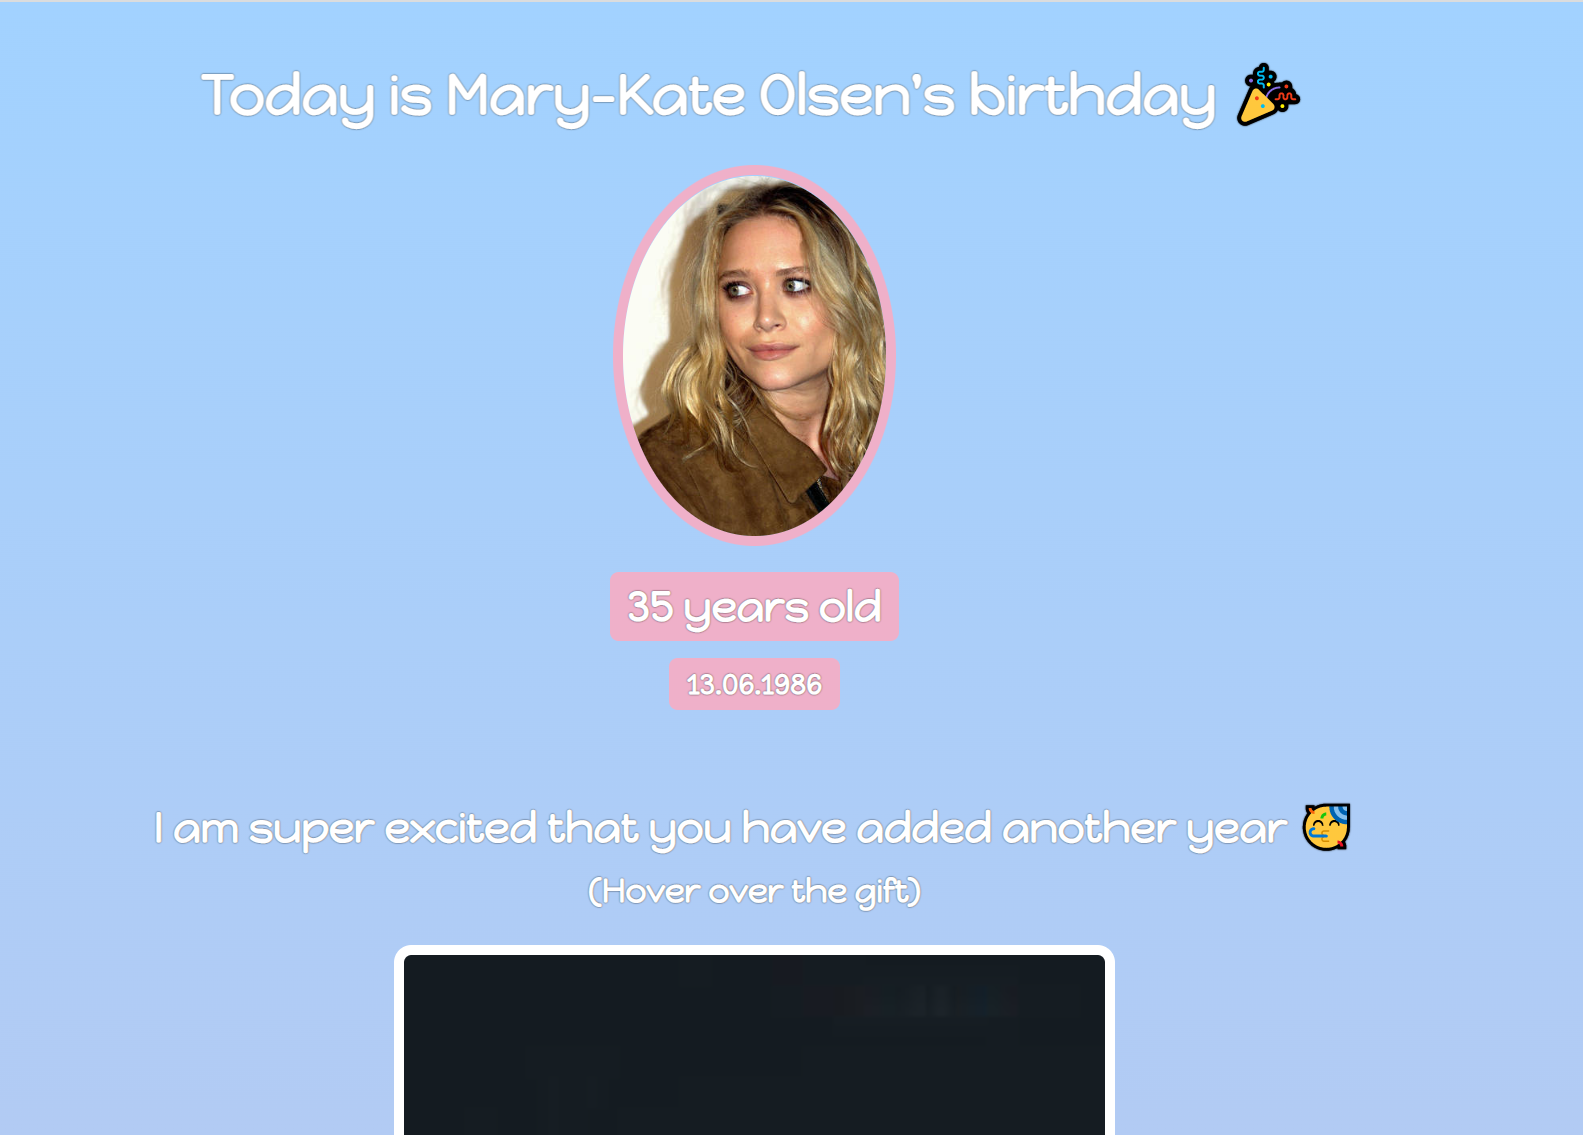 Today is Mary-Kate Olsen's birthday 🎉
35 years old
13.06.1986
I am super excited that you have added another year 🥳
(Hover over the gift)